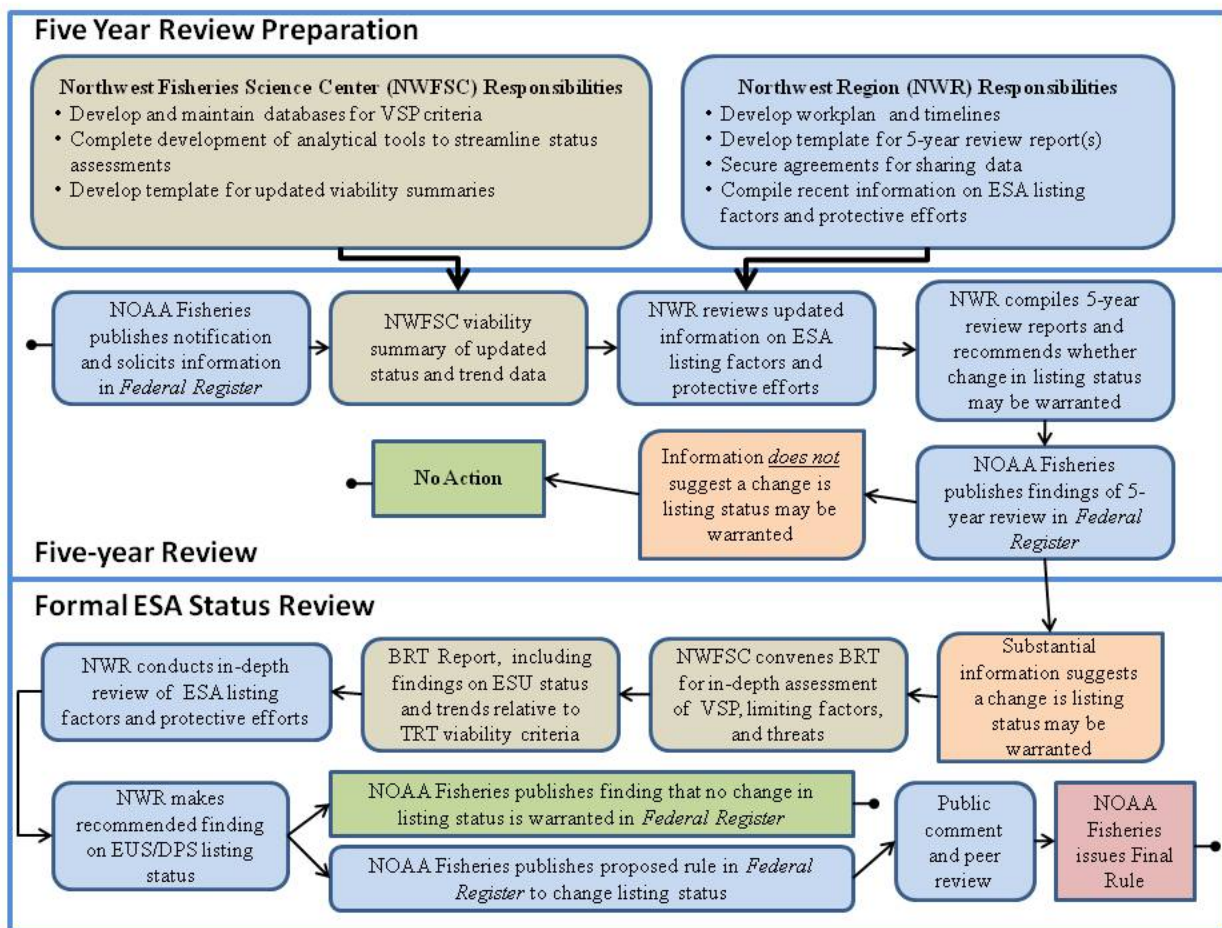 Five Year Review Preparation
Northwest Fisheries Science Center (NWFSC) Responsibilities
• Develop and maintain databases for VSP criteria
• Complete development of analytical tools to streamline status
assessments
• Develop template for updated viability summaries
Northwest Region (NWR) Responsibilities
• Develop workplan and timelines
• Develop template for 5-year review report(s)
• Secure agreements for sharing data
• Compile recent information on ESA listing
factors and protective efforts
NOAA Fisheries
publishes notification
and solicits information
in Federal Register
NWFSC viability
summary of updated
status and trend data
NWR reviews updated
information on ESA
listing factors and
protective efforts
NWR compiles 5-year
review reports and
recommends whether
change in listing status
may be warranted
NOAA Fisheries
publishes findings of 5-
year review in Federal
Register
Information does not
suggest a change is
listing status may be
warranted
No Action
Five-year Review
Formal ESA Status Review
Substantial
information suggests
a change is listing
status may be
warranted
NWFSC convenes BRT
for in-depth assessment
of VSP, limiting factors,
and threats
BRT Report, including
findings on ESU status
and trends relative to
TRT viability criteria
NWR conducts in-depth
review of ESA listing
factors and protective efforts
NWR makes
recommended finding
on EUS/DPS listing
status
NOAA Fisheries publishes finding that no change in
listing status is warranted in Federal Register
NOAA Fisheries publishes proposed rule in Federal
Register to change listing status
Public
comment
and peer
review
NOAA
Fisheries
issues Final
Rule